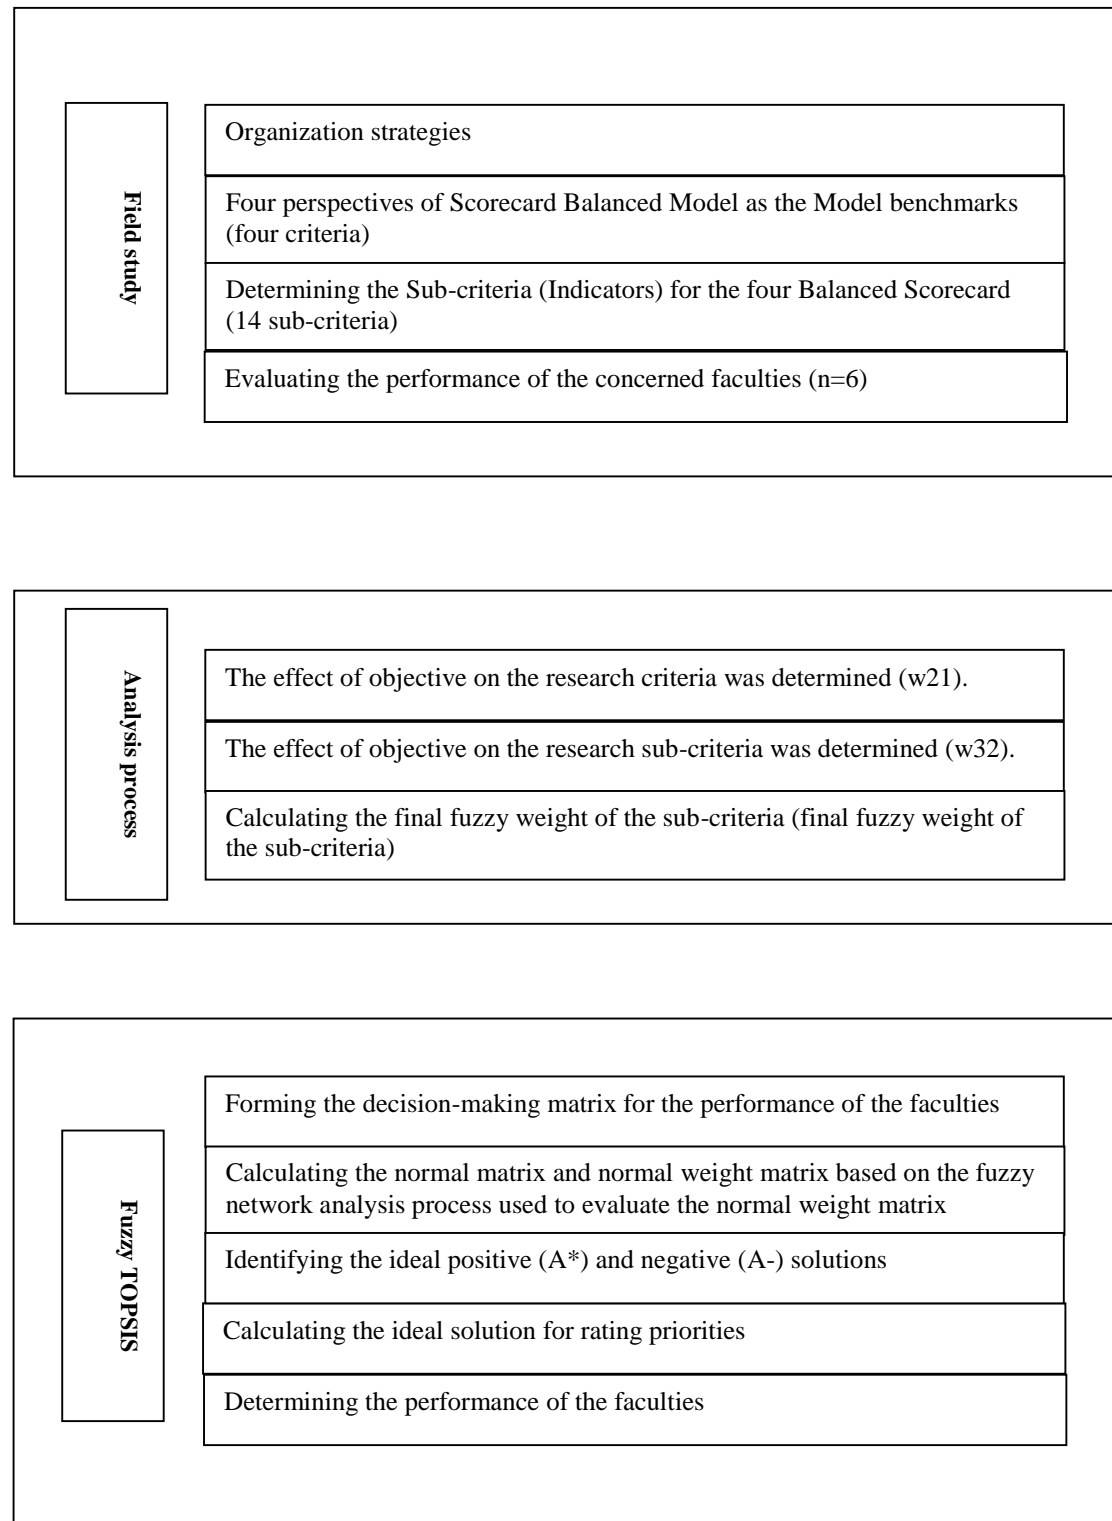 Field study
Organization strategies
Four perspectives of Scorecard Balanced Model as the Model benchmarks
(four criteria)
Determining the Sub-criteria (Indicators) for the four Balanced Scorecard
(14 sub-criteria)
Evaluating the performance of the concerned faculties (n=6)
Analysis process
The effect of objective on the research criteria was determined (w21).
The effect of objective on the research sub-criteria was determined (w32).
Calculating the final fuzzy weight of the sub-criteria (final fuzzy weight of
the sub-criteria)
Fuzzy TOPSIS
Forming the decision-making matrix for the performance of the faculties
Calculating the normal matrix and normal weight matrix based on the fuzzy
network analysis process used to evaluate the normal weight matrix
Identifying the ideal positive (A*) and negative (A-) solutions
Calculating the ideal solution for rating priorities
Determining the performance of the faculties